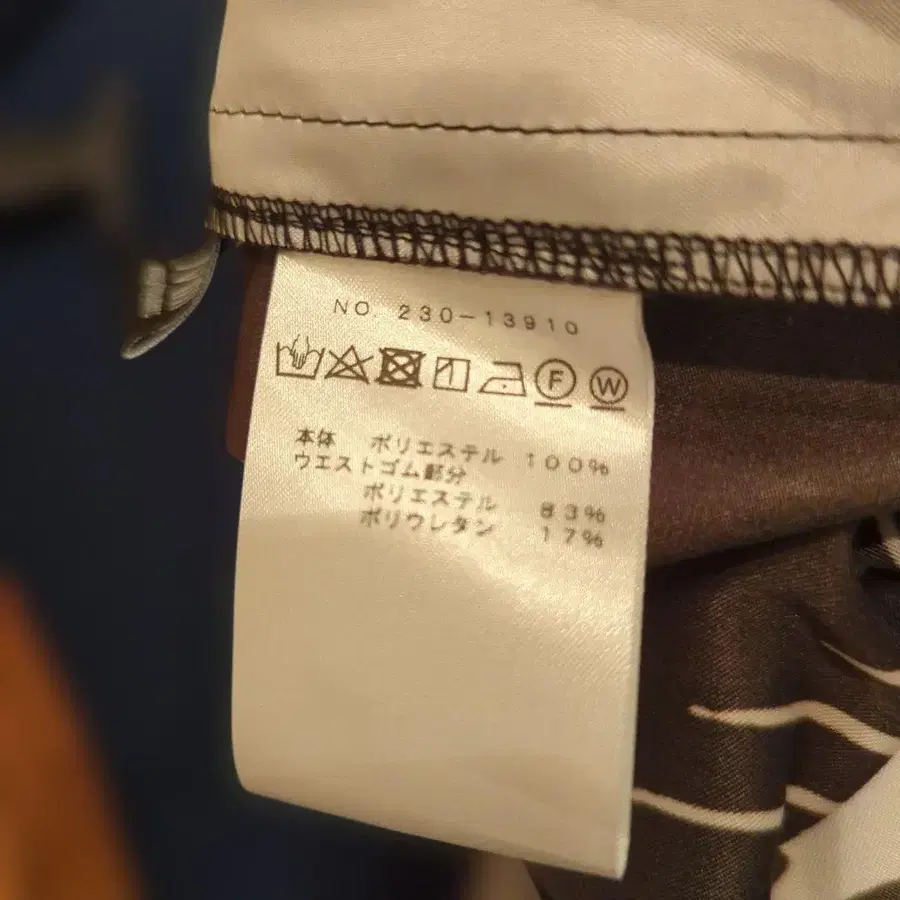 NO. 230-13910
F W
本体 ポリエステル 100%
ウエストゴム部分
ポリエステル 83%
ポリウレタン 17%